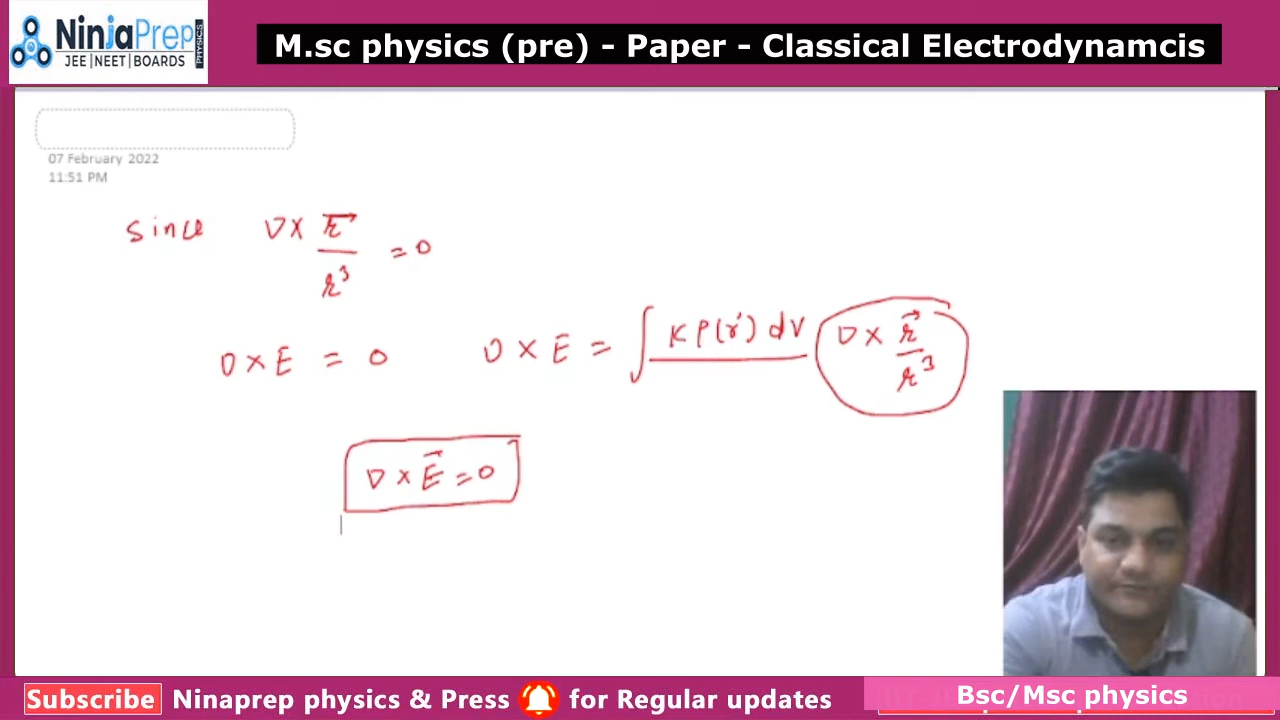 NinjaPrep
PHYSICS
JEE|NEET|BOARDS
M.sc physics (pre) - Paper - Classical Electrodynamcis
07 February 2022
11:51 PM
since ∇× r⃗/r³ = 0
∇×E = 0
∇×E = ∫ K ρ(r') dV ∇× r⃗/r³
∇×E⃗=0
Subscribe Ninaprep physics & Press for Regular updates
Bsc/Msc physics